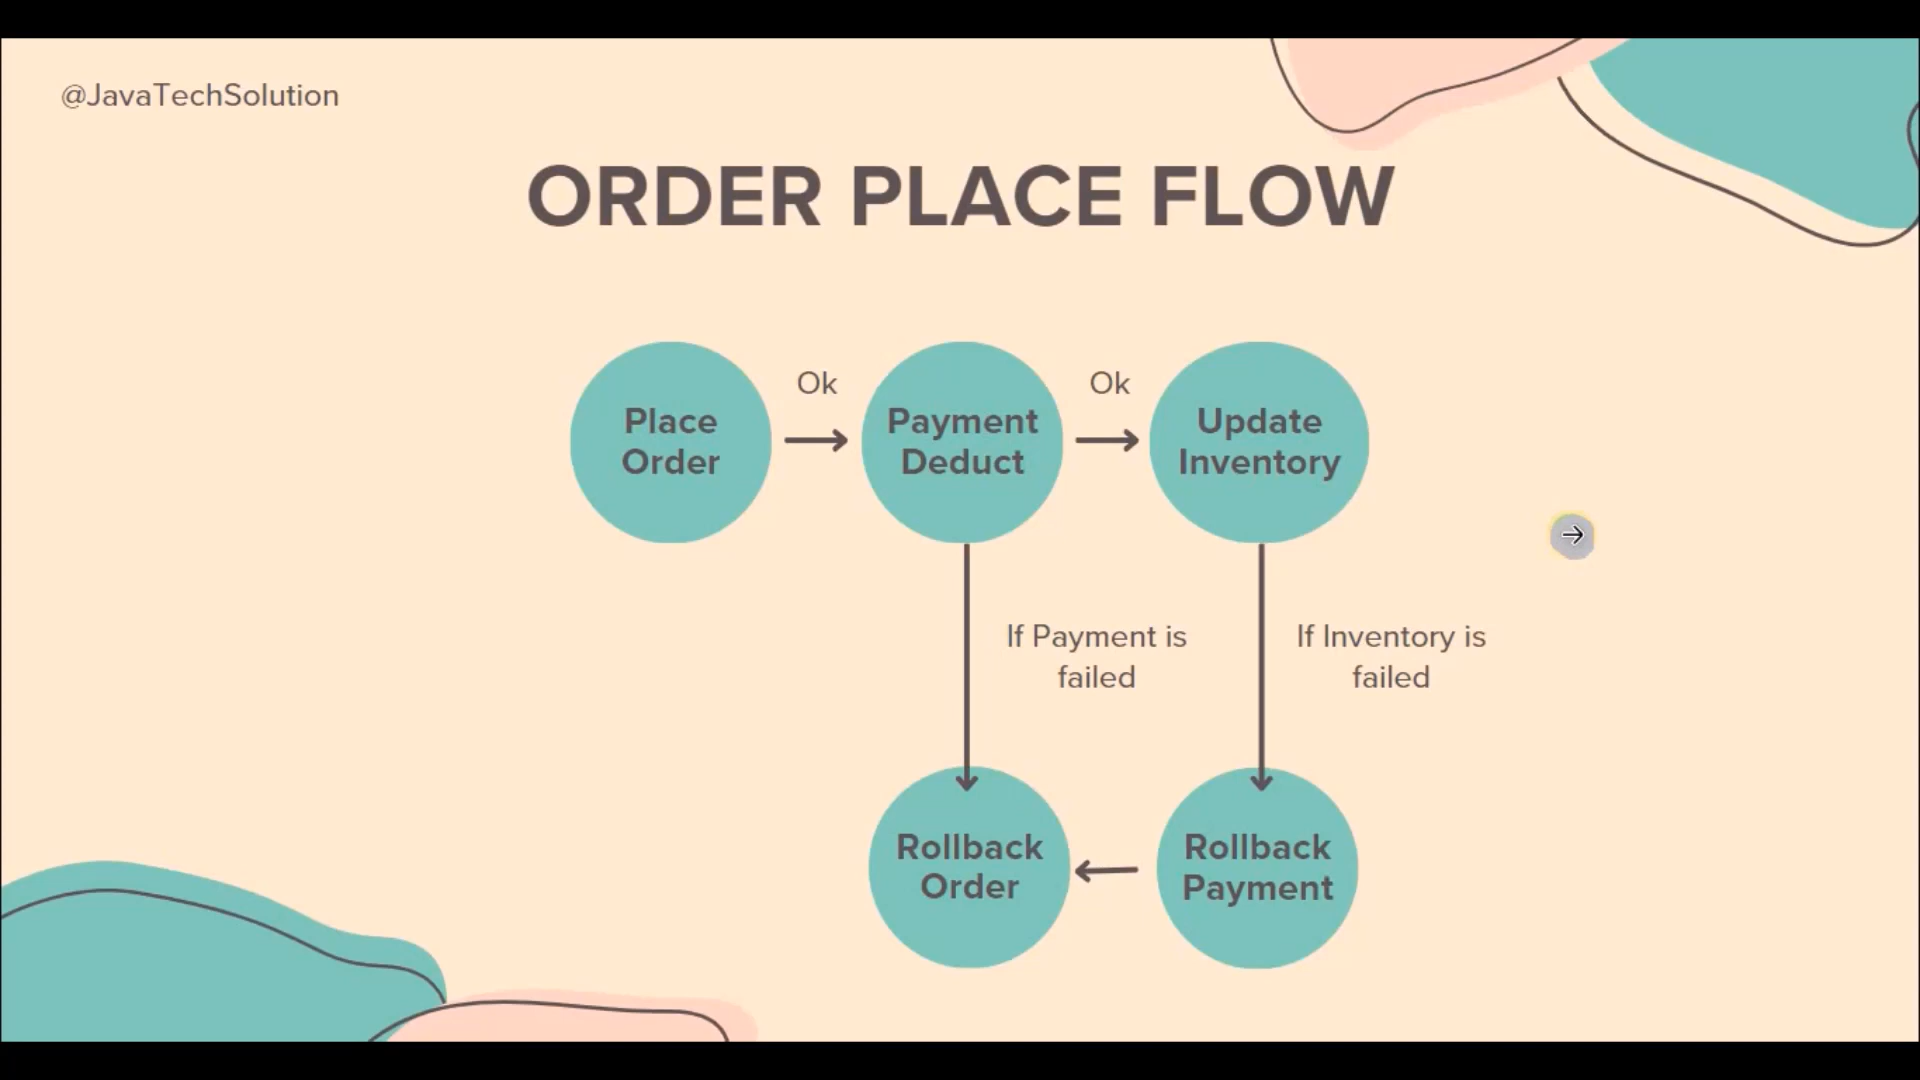 @JavaTechSolution
ORDER PLACE FLOW
Place
Order
Ok
Payment
Deduct
Ok
Update
Inventory
If Payment is
failed
If Inventory is
failed
Rollback
Order
Rollback
Payment